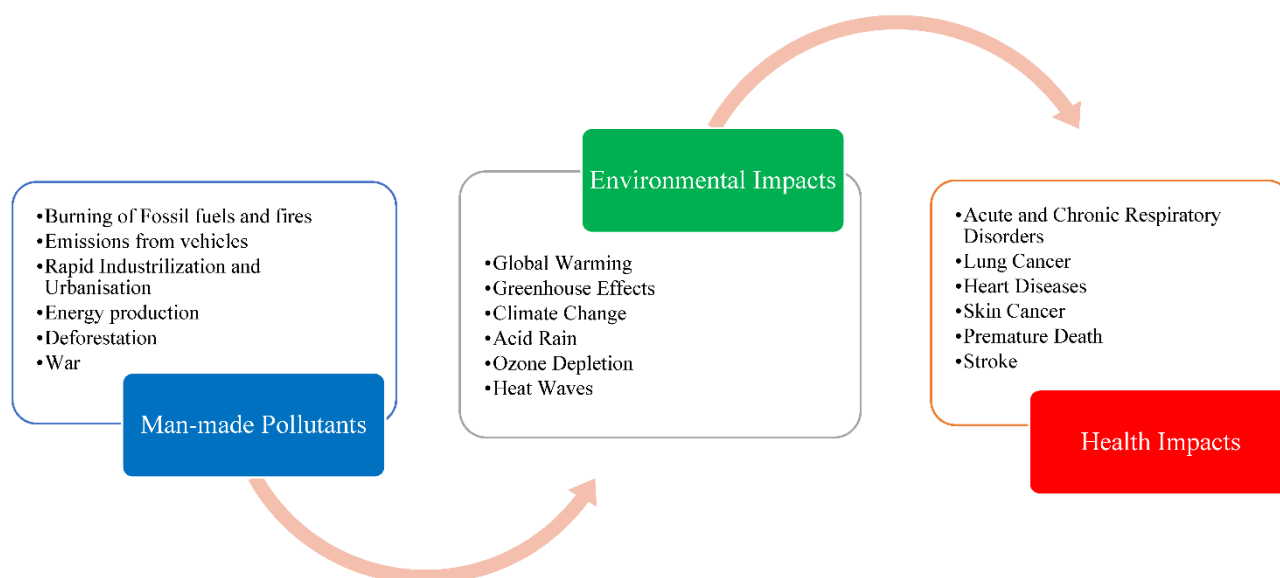 •Burning of Fossil fuels and fires
•Emissions from vehicles
•Rapid Industrilization and
Urbanisation
•Energy production
•Deforestation
•War
Man-made Pollutants
Environmental Impacts
•Global Warming
•Greenhouse Effects
•Climate Change
•Acid Rain
•Ozone Depletion
•Heat Waves
•Acute and Chronic Respiratory
Disorders
•Lung Cancer
•Heart Diseases
•Skin Cancer
•Premature Death
•Stroke
Health Impacts